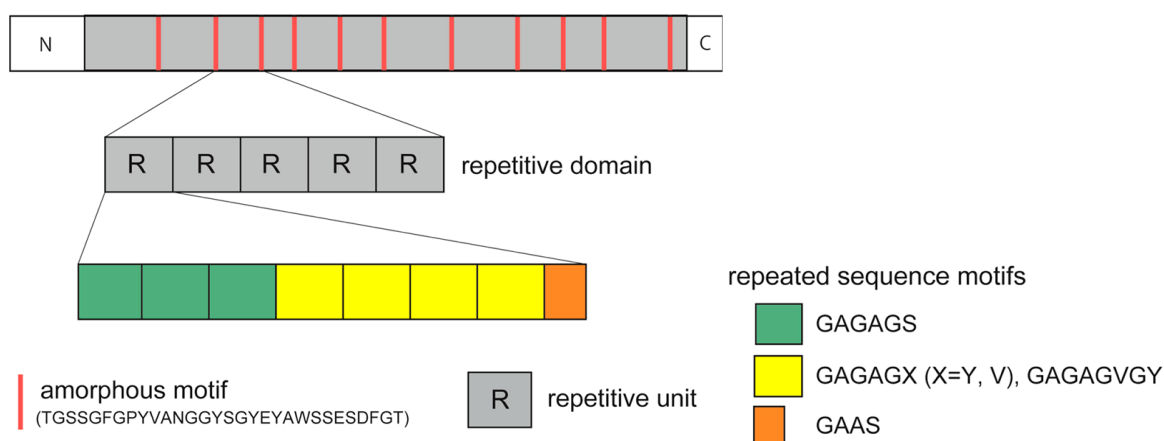 N
C
R R R R R
repetitive domain
repeated sequence motifs
GAGAGS
GAGAGX (X=Y, V), GAGAGVGY
GAAS
amorphous motif
(TGSSGFGPYVANGGYSGYEYAWSSESDFGT)
R
repetitive unit